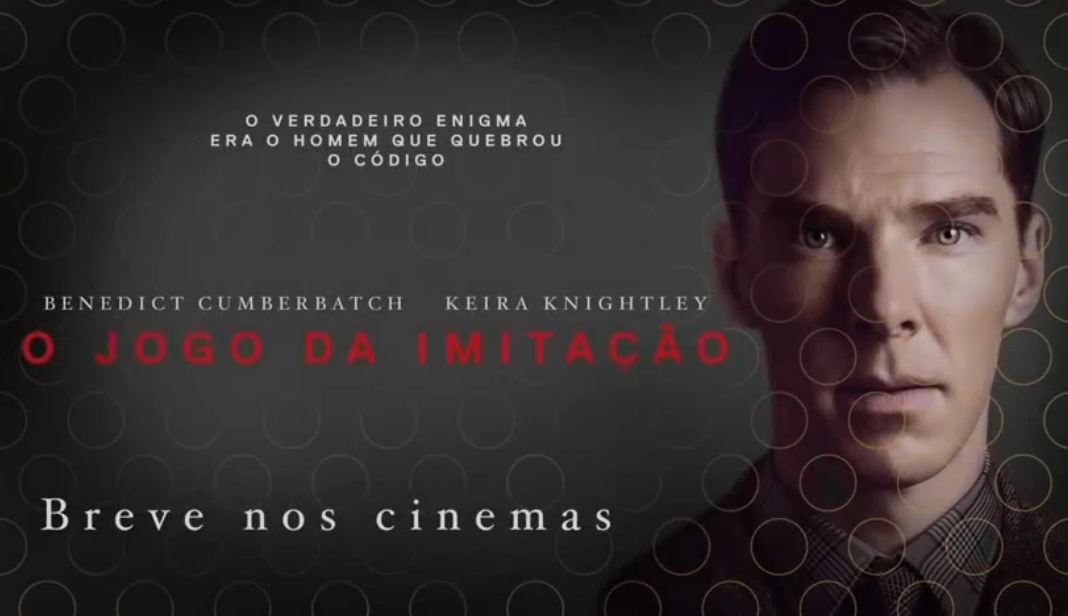 O VERDADEIRO ENIGMA
ERA O HOMEM QUE QUEBROU
O CÓDIGO
BENEDICT CUMBERBATCH KEIRA KNIGHTLEY
O JOGO DA IMITAÇÃO
Breve nos cinemas